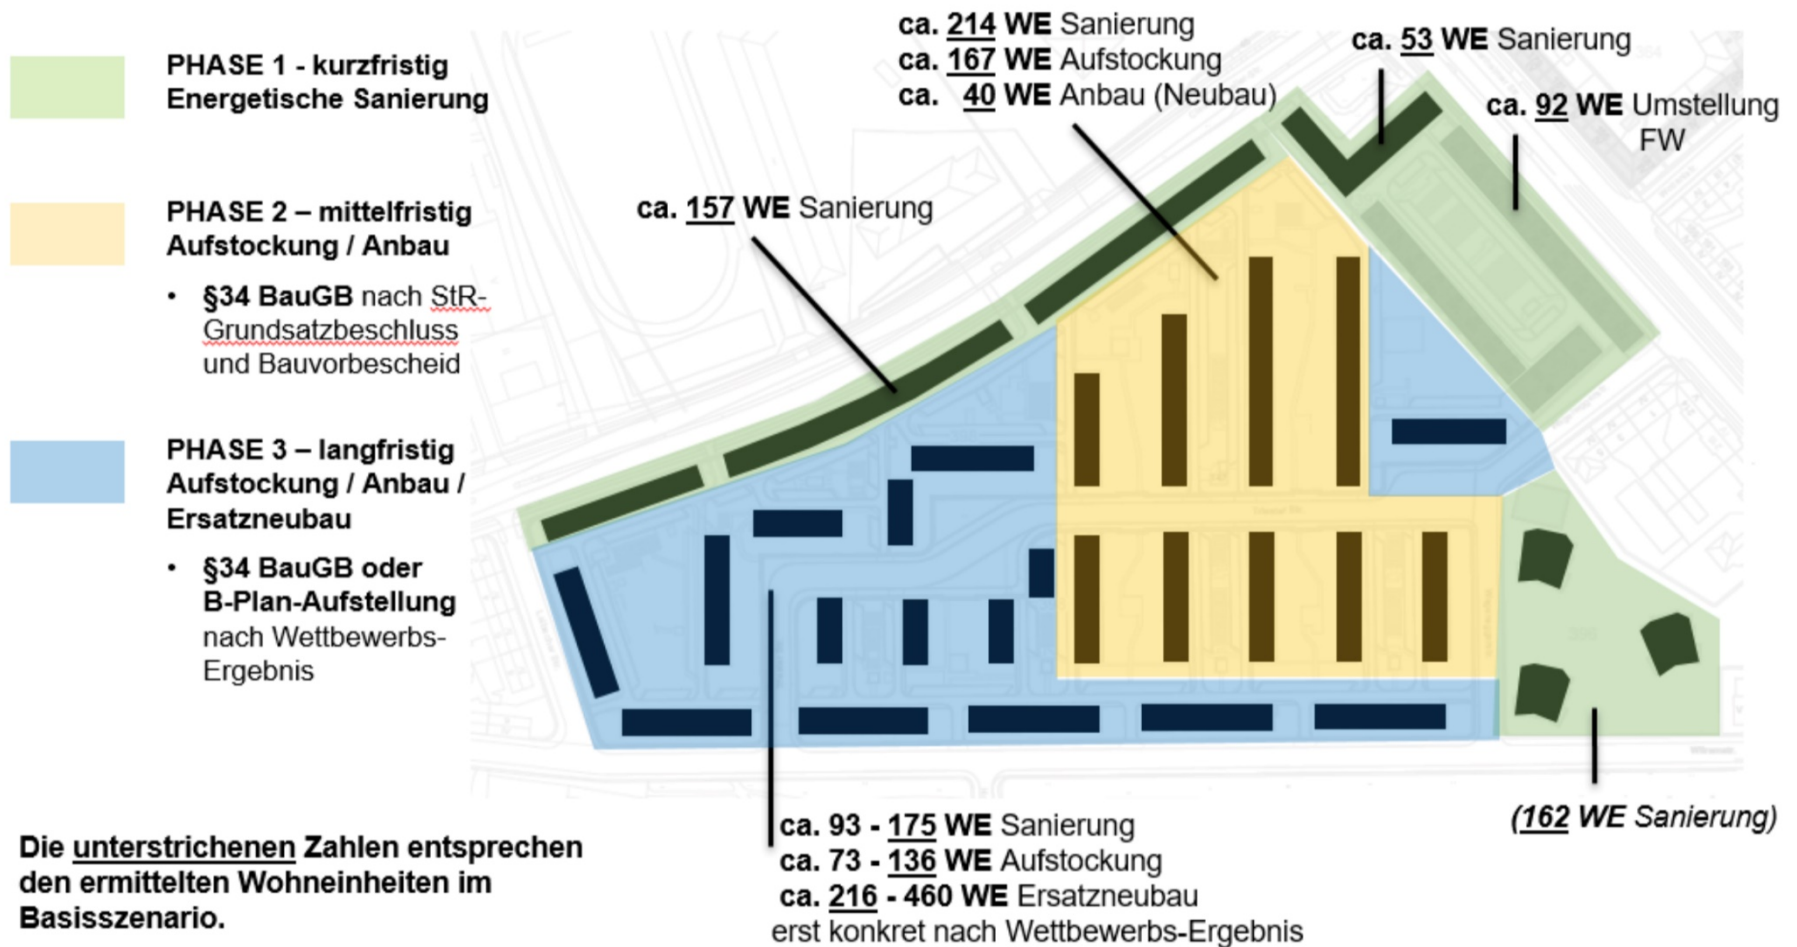 PHASE 1 - kurzfristig
Energetische Sanierung
PHASE 2 – mittelfristig
Aufstockung / Anbau
• §34 BauGB nach StR-
Grundsatzbeschluss
und Bauvorbescheid
PHASE 3 – langfristig
Aufstockung / Anbau /
Ersatzneubau
• §34 BauGB oder
B-Plan-Aufstellung
nach Wettbewerbs-
Ergebnis
Die unterstrichenen Zahlen entsprechen
den ermittelten Wohneinheiten im
Basisszenario.
ca. 157 WE Sanierung
ca. 214 WE Sanierung
ca. 167 WE Aufstockung
ca. 40 WE Anbau (Neubau)
ca. 53 WE Sanierung
ca. 92 WE Umstellung
FW
ca. 93 - 175 WE Sanierung
ca. 73 - 136 WE Aufstockung
ca. 216 - 460 WE Ersatzneubau
erst konkret nach Wettbewerbs-Ergebnis
(162 WE Sanierung)